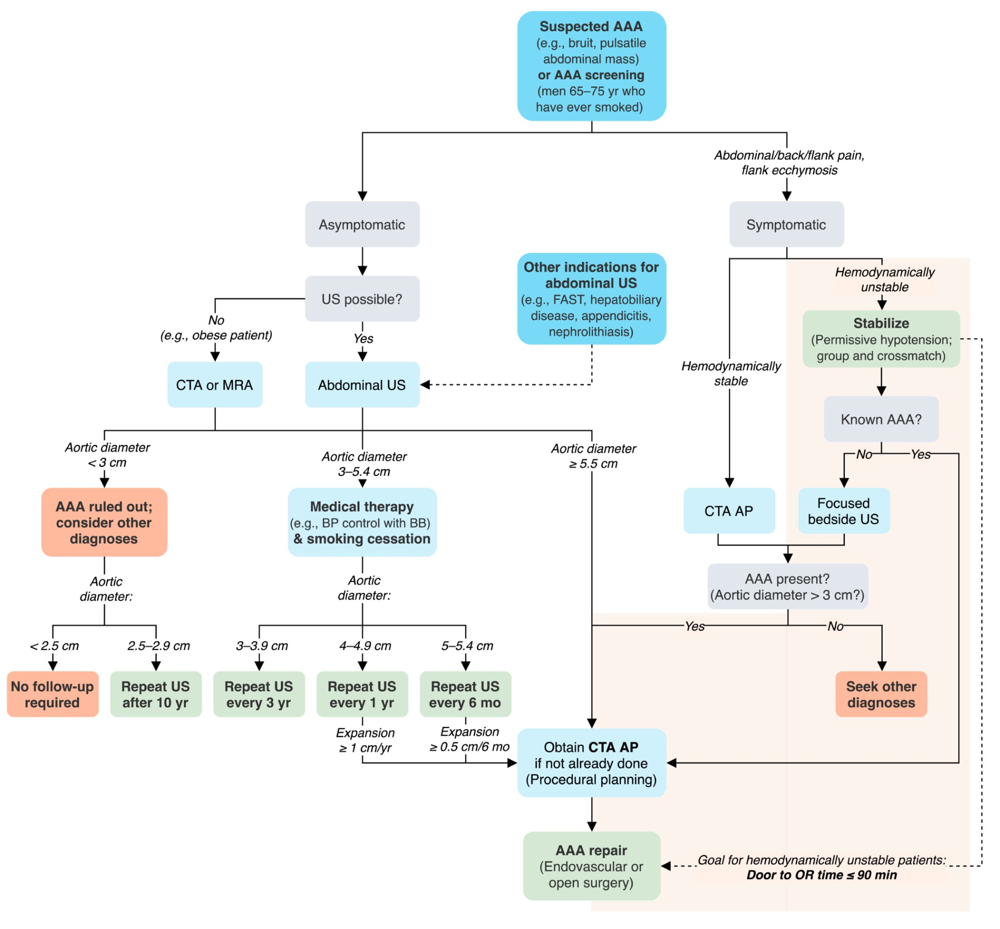 Suspected AAA
(e.g., bruit, pulsatile
abdominal mass)
or AAA screening
(men 65–75 yr who
have ever smoked)
Abdominal/back/flank pain,
flank ecchymosis
Asymptomatic
Symptomatic
Other indications for
abdominal US
(e.g., FAST, hepatobiliary
disease, appendicitis,
nephrolithiasis)
Hemodynamically
unstable
US possible?
No
(e.g., obese patient)
Yes
Stabilize
(Permissive hypotension;
group and crossmatch)
Hemodynamically
stable
CTA or MRA
Abdominal US
Known AAA?
No
Yes
Aortic diameter
< 3 cm
Aortic diameter
3–5.4 cm
Aortic diameter
≥ 5.5 cm
AAA ruled out;
consider other
diagnoses
Medical therapy
(e.g., BP control with BB)
& smoking cessation
CTA AP
Focused
bedside US
AAA present?
(Aortic diameter > 3 cm?)
Aortic
diameter:
Aortic
diameter:
Yes
No
< 2.5 cm
2.5–2.9 cm
3–3.9 cm
4–4.9 cm
5–5.4 cm
No follow-up
required
Repeat US
after 10 yr
Repeat US
every 3 yr
Repeat US
every 1 yr
Repeat US
every 6 mo
Seek other
diagnoses
Expansion
≥ 1 cm/yr
Expansion
≥ 0.5 cm/6 mo
Obtain CTA AP
if not already done
(Procedural planning)
AAA repair
(Endovascular or
open surgery)
Goal for hemodynamically unstable patients:
Door to OR time ≤ 90 min